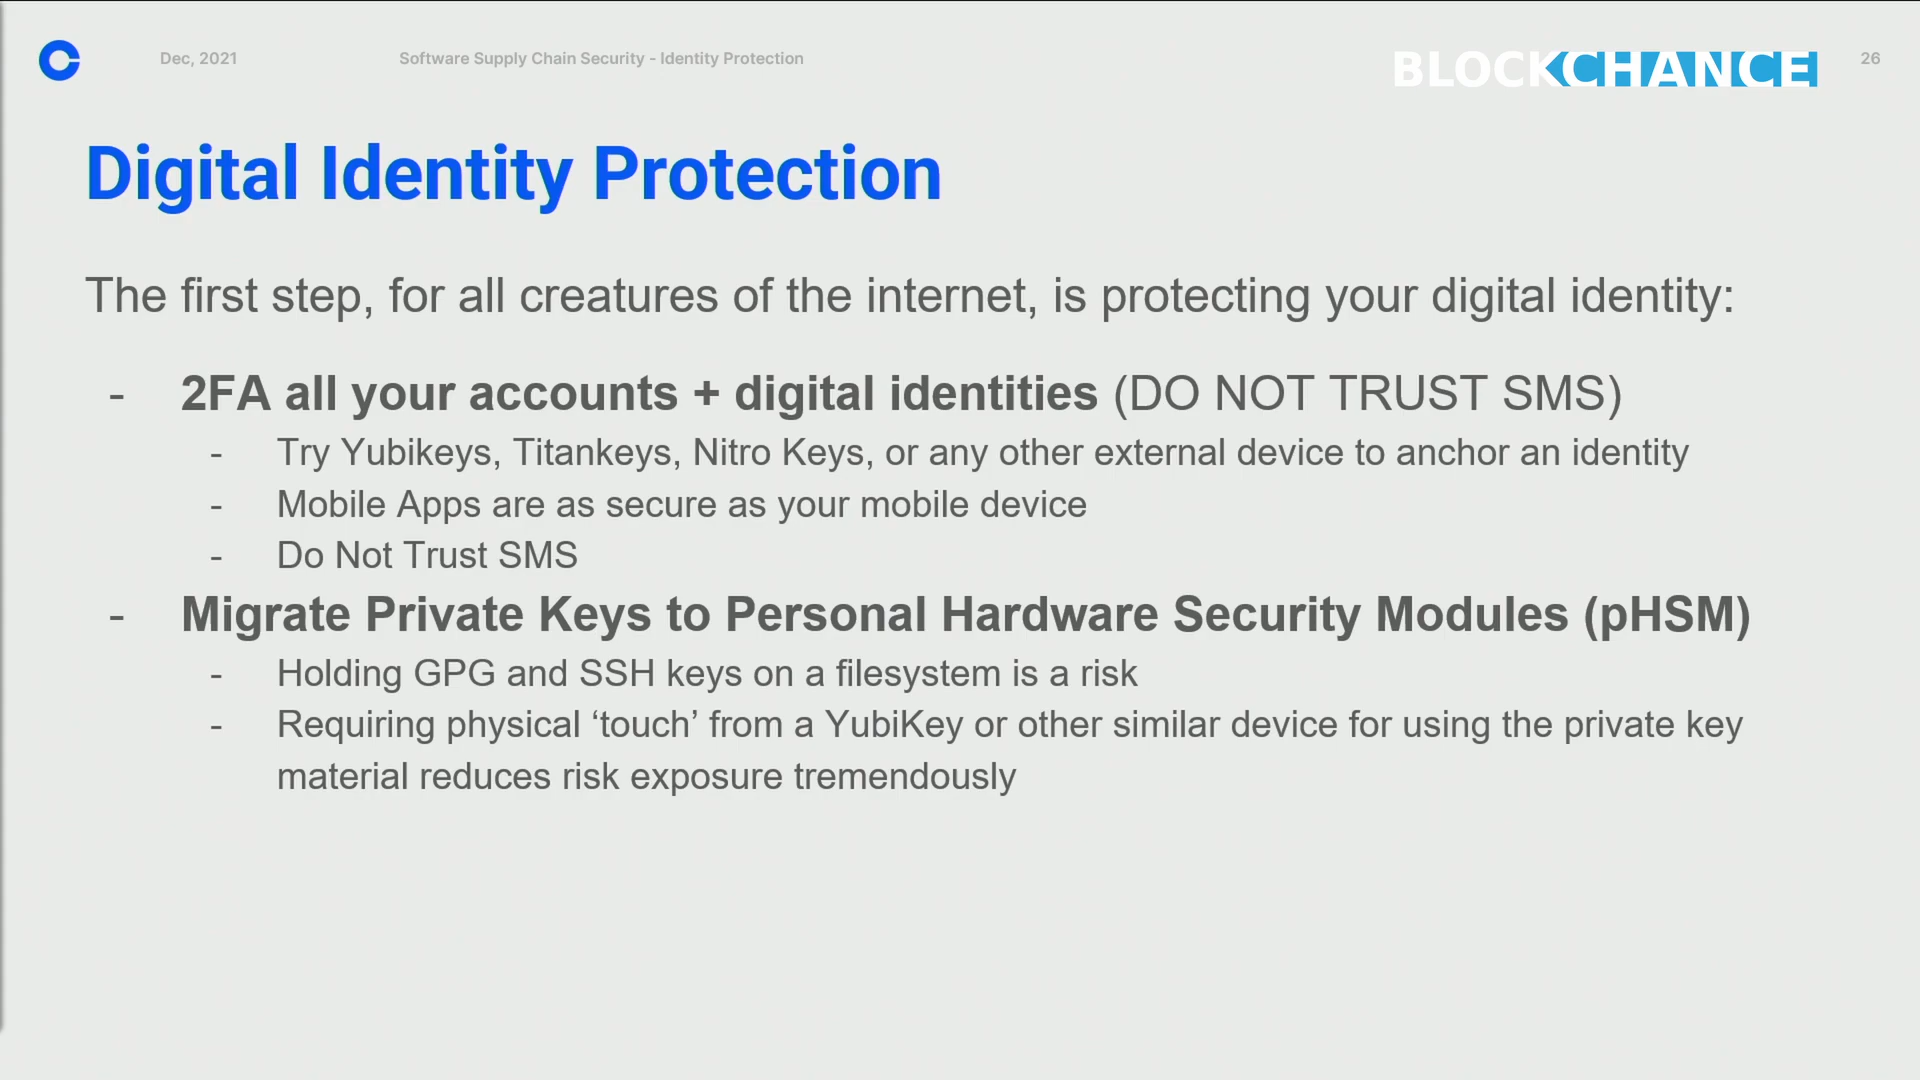 Dec, 2021
Software Supply Chain Security - Identity Protection
BLOCKCHANCE
26
Digital Identity Protection
The first step, for all creatures of the internet, is protecting your digital identity:
- 2FA all your accounts + digital identities (DO NOT TRUST SMS)
- Try Yubikeys, Titankeys, Nitro Keys, or any other external device to anchor an identity
- Mobile Apps are as secure as your mobile device
- Do Not Trust SMS
- Migrate Private Keys to Personal Hardware Security Modules (pHSM)
- Holding GPG and SSH keys on a filesystem is a risk
- Requiring physical ‘touch’ from a YubiKey or other similar device for using the private key
material reduces risk exposure tremendously